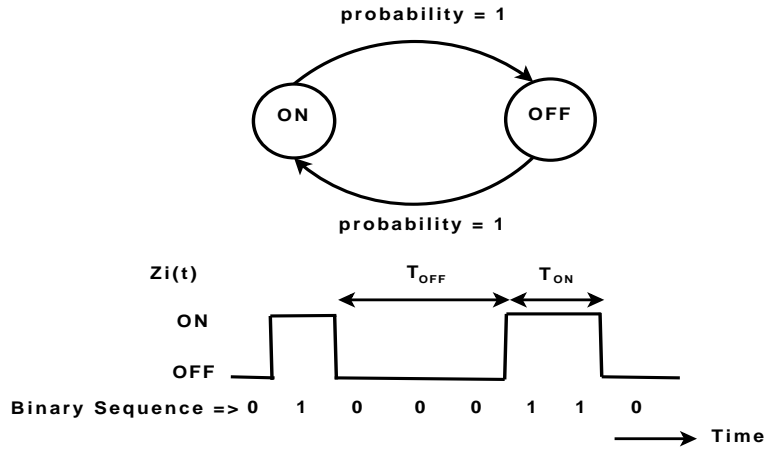 probability = 1
ON
OFF
probability = 1
Zi(t)
TOFF
TON
ON
OFF
Binary Sequence => 0 1 0 0 0 1 1 0
Time